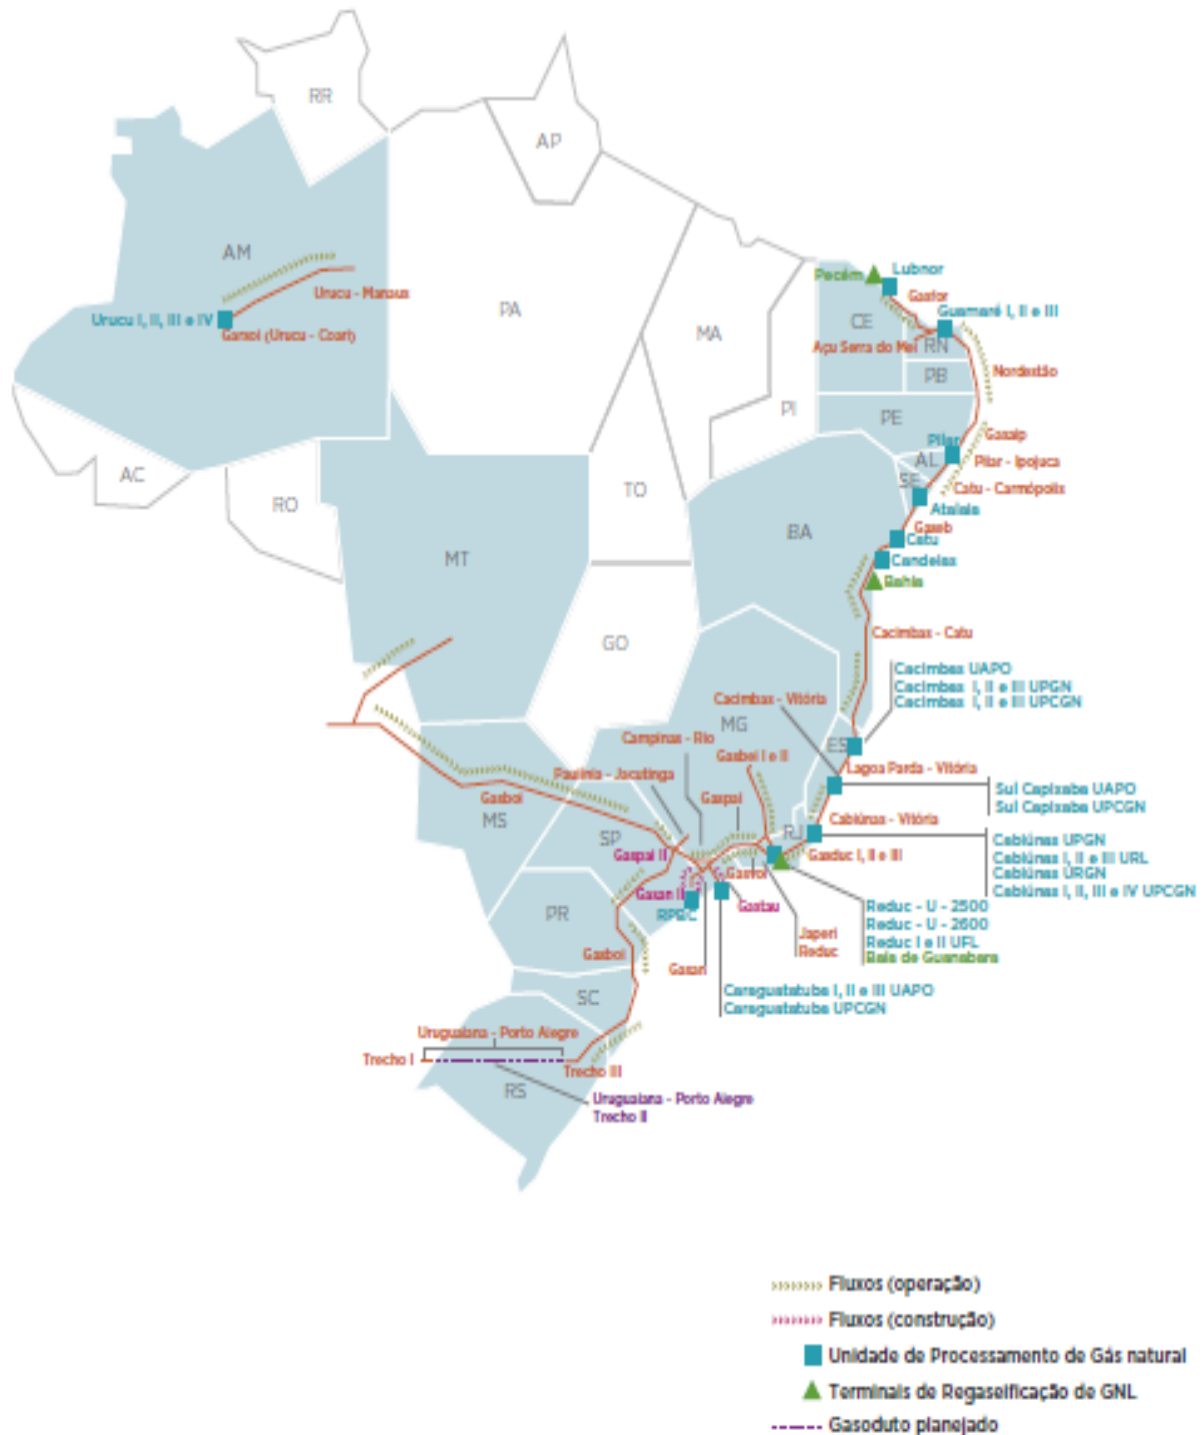 RR
AP
AM
Urucu - Manaus
Urucu I, II, III e IV
Garsol (Urucu - Coari)
PA
MA
PI
Pecém
Lubnor
Gasfor
Guamaré I, II e III
CE
Açu Serra do Mel
RN
PB
Nordestão
PE
Pilar
Gasalp
AL
Pilar - Ipojuca
SE
Catu - Carmópolis
Atalaia
Gaseb
Catu
Candeias
Bahia
AC
RO
TO
BA
MT
GO
Cacimbas - Catu
Cacimbas UAPO
Cacimbas I, II e III UPGN
Cacimbas I, II e III UPCGN
Cacimbas - Vitória
MG
ES
Campinas - Rio
Gasbel I e II
Lagoa Parda - Vitória
Paulínia - Jacutinga
Sul Capixaba UAPO
Sul Capixaba UPCGN
Gasbol
Gaspal
MS
Cabiúnas - Vitória
SP
RJ
Cabiúnas UPGN
Cabiúnas I, II e III URL
Cabiúnas URGN
Cabiúnas I, II, III e IV UPCGN
Gaspal II
Gasduc I, II e III
Gasvol
Gasan II
Gastau
RPBC
Reduc - U - 2500
Reduc - U - 2600
Reduc I e II UFL
Baia de Guanabara
PR
Japeri
Reduc
Gasbol
Gasan
Caraguatatuba I, II e III UAPO
Caraguatatuba UPCGN
SC
Uruguaiana - Porto Alegre
Trecho I
Trecho III
RS
Uruguaiana - Porto Alegre
Trecho II
Fluxos (operação)
Fluxos (construção)
Unidade de Processamento de Gás natural
Terminais de Regaseificação de GNL
Gasoduto planejado